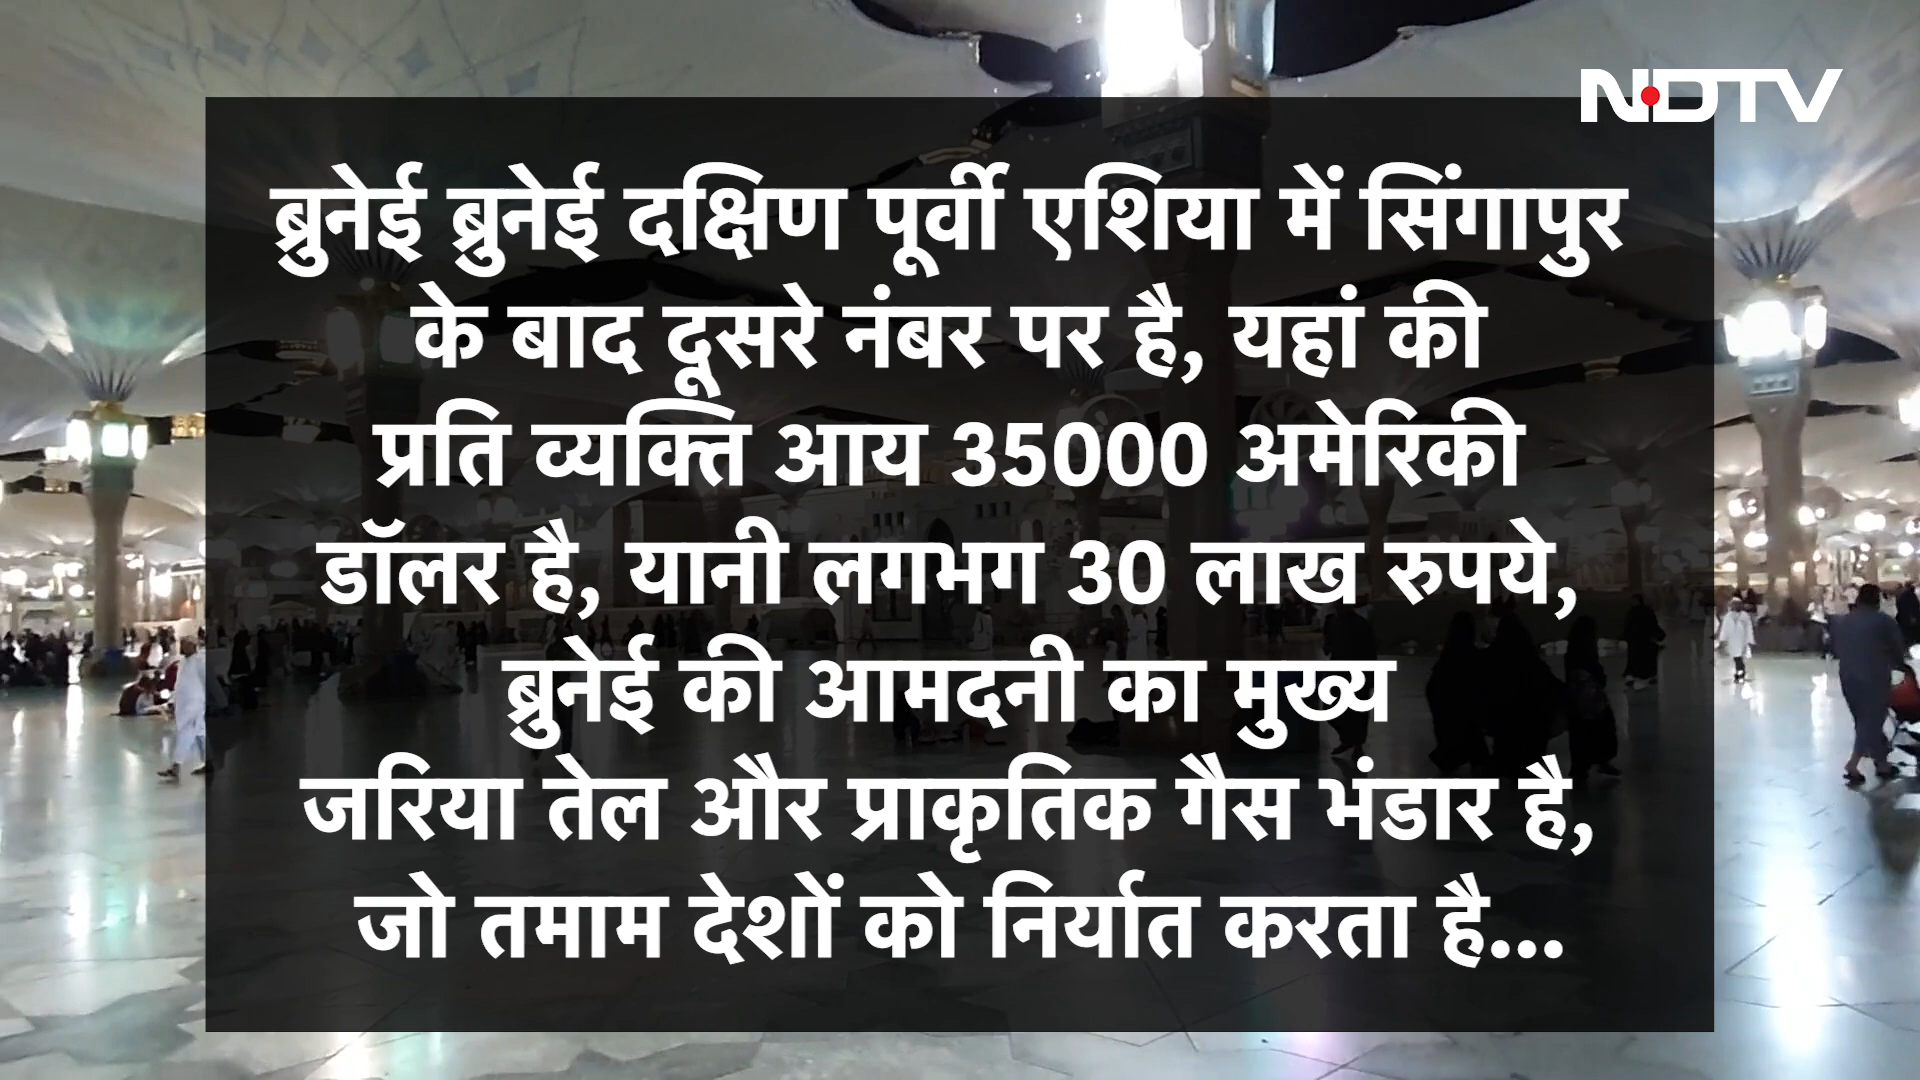 NDTV
ब्रुनेई ब्रुनेई दक्षिण पूर्वी एशिया में सिंगापुर
के बाद दूसरे नंबर पर है, यहां की
प्रति व्यक्ति आय 35000 अमेरिकी
डॉलर है, यानी लगभग 30 लाख रुपये,
ब्रुनेई की आमदनी का मुख्य
जरिया तेल और प्राकृतिक गैस भंडार है,
जो तमाम देशों को निर्यात करता है...